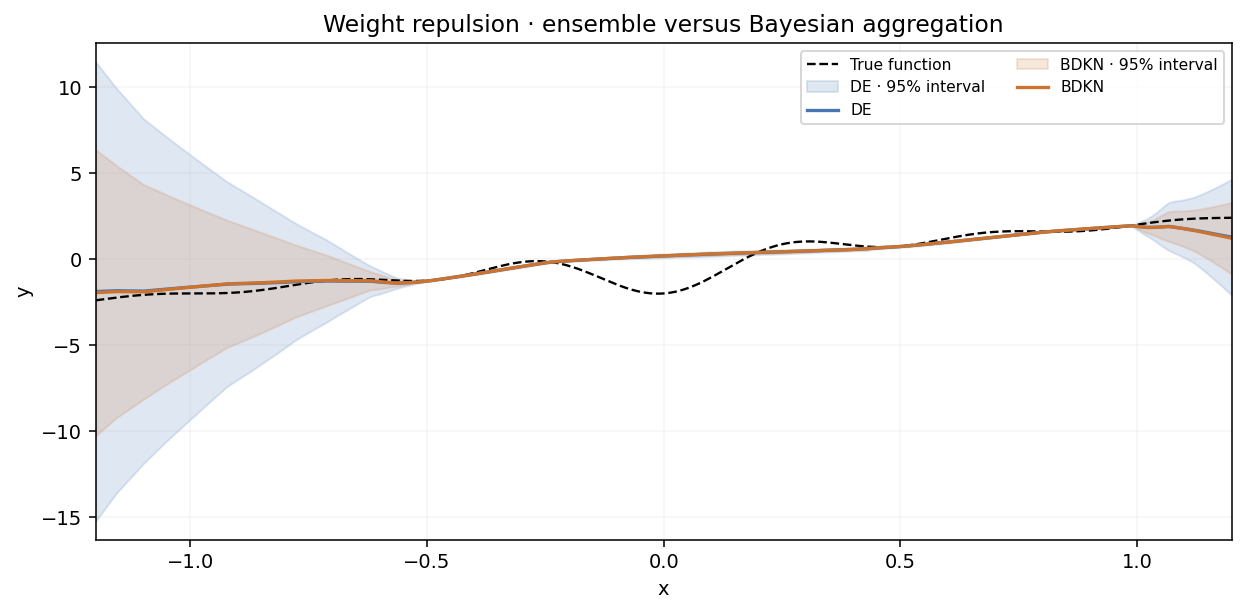 Weight repulsion · ensemble versus Bayesian aggregation
True function
DE · 95% interval
DE
BDKN · 95% interval
BDKN
10
5
0
−5
−10
−15
y
−1.0
−0.5
0.0
0.5
1.0
x